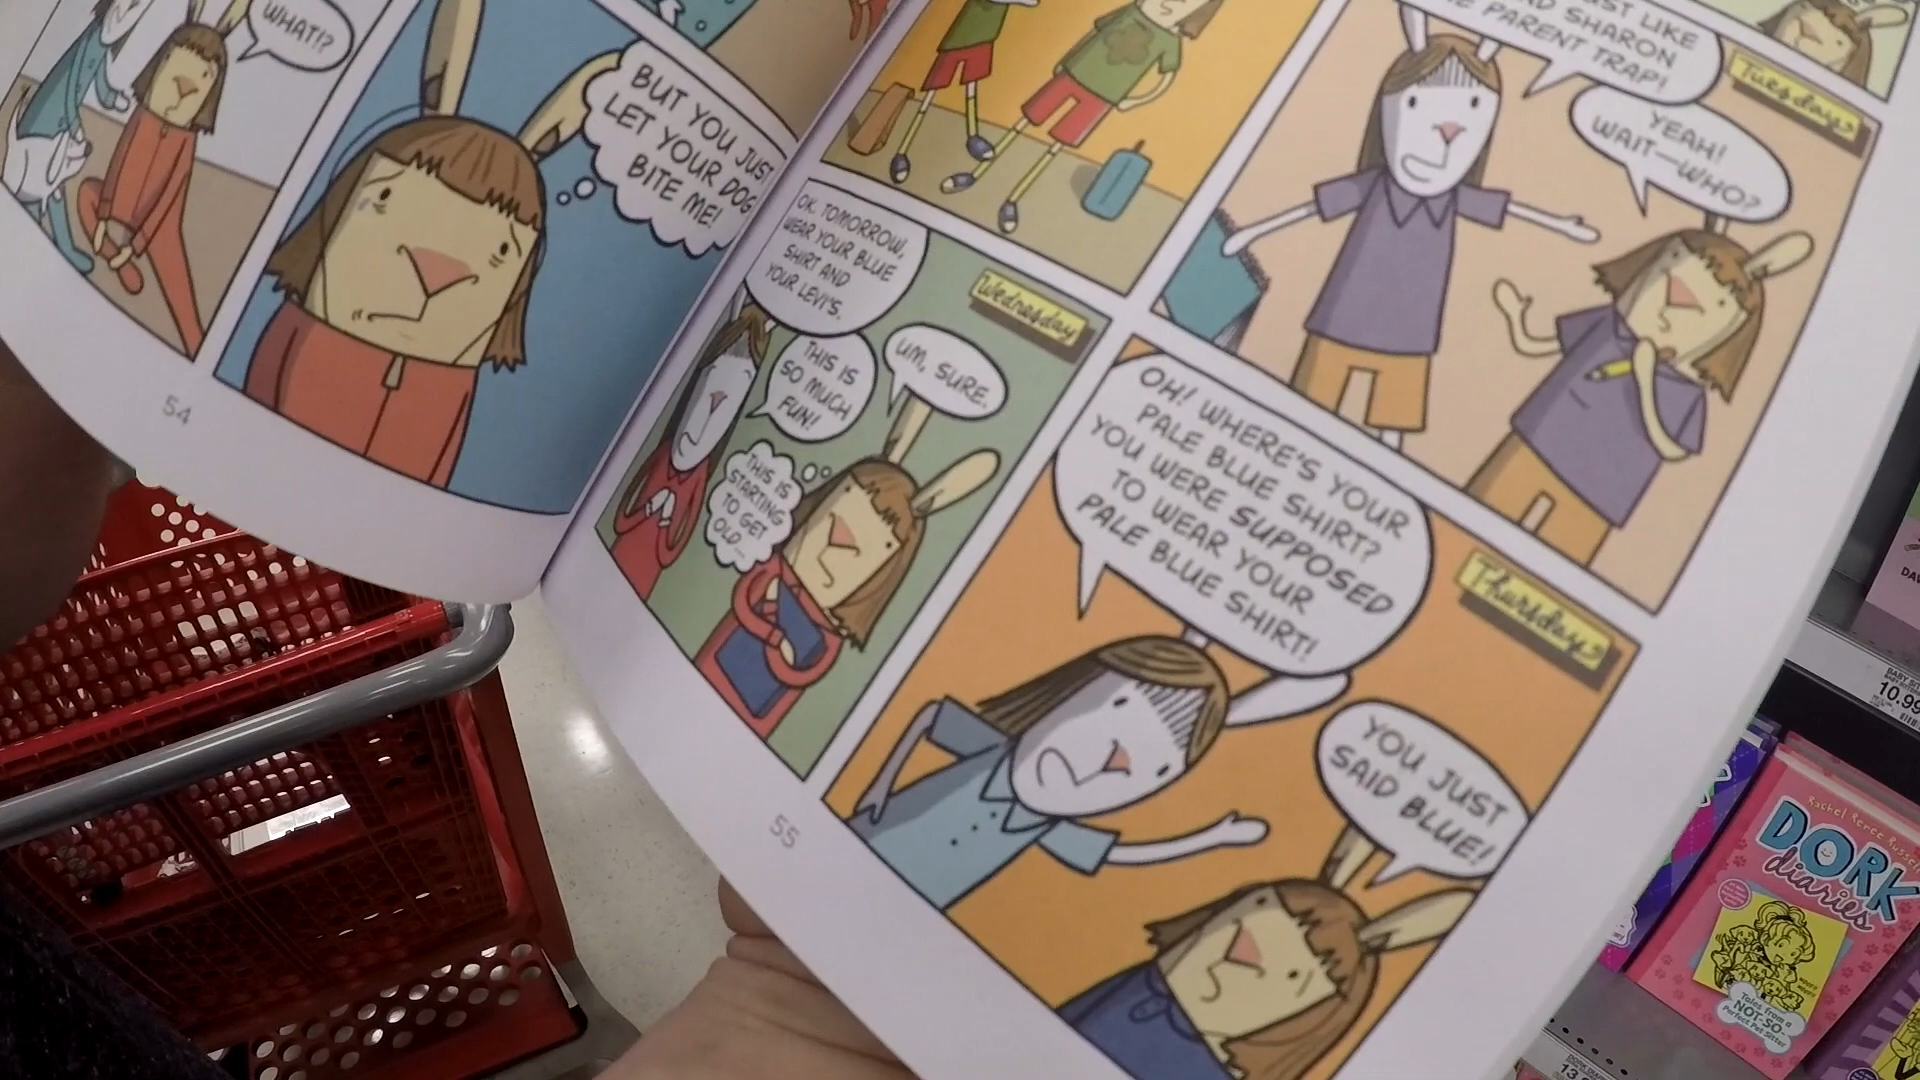 WHAT!?
BUT YOU JUST
LET YOUR DOG
BITE ME!
54
JUST LIKE
SHARON
PARENT TRAP!
Tuesday
YEAH!
WAIT—WHO?
OK. TOMORROW,
WEAR YOUR BLUE
SHIRT AND
YOUR LEVI'S.
Wednesday
THIS IS
SO MUCH
FUN!
UM, SURE.
THIS IS
STARTING
TO GET
OLD...
OH! WHERE'S YOUR
PALE BLUE SHIRT?
YOU WERE SUPPOSED
TO WEAR YOUR
PALE BLUE SHIRT!
Thursday
YOU JUST
SAID BLUE!
55
10.99
Rachel Renée Russell
DORK
diaries
Tales from a
NOT-SO-
Perfect Pet Sitter